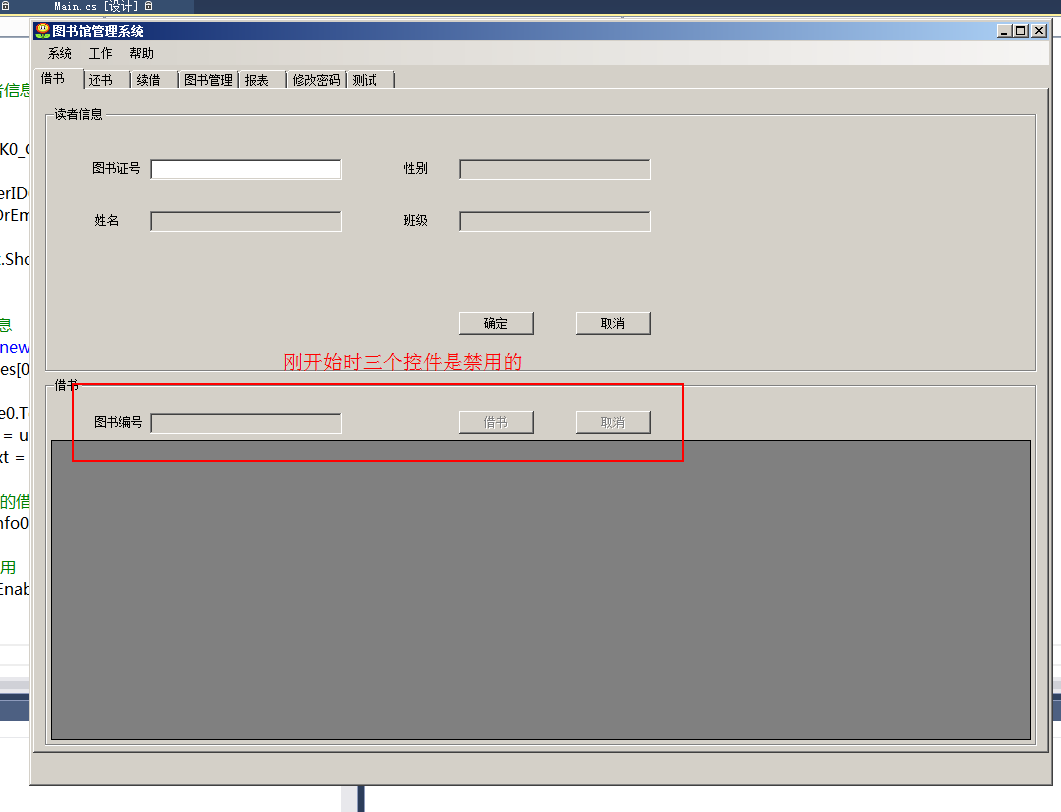 Main.cs [设计]
图书馆管理系统
系统 工作 帮助
借书 还书 续借 图书管理 报表 修改密码 测试
读者信息
图书证号 性别
姓名 班级
确定 取消
刚开始时三个控件是禁用的
借书
图书编号 借书 取消
者信息
K0_
erID
OrEm
.Sho
息
new
es[0
e0.T
= u
xt =
的借
nfo0
用
Enab